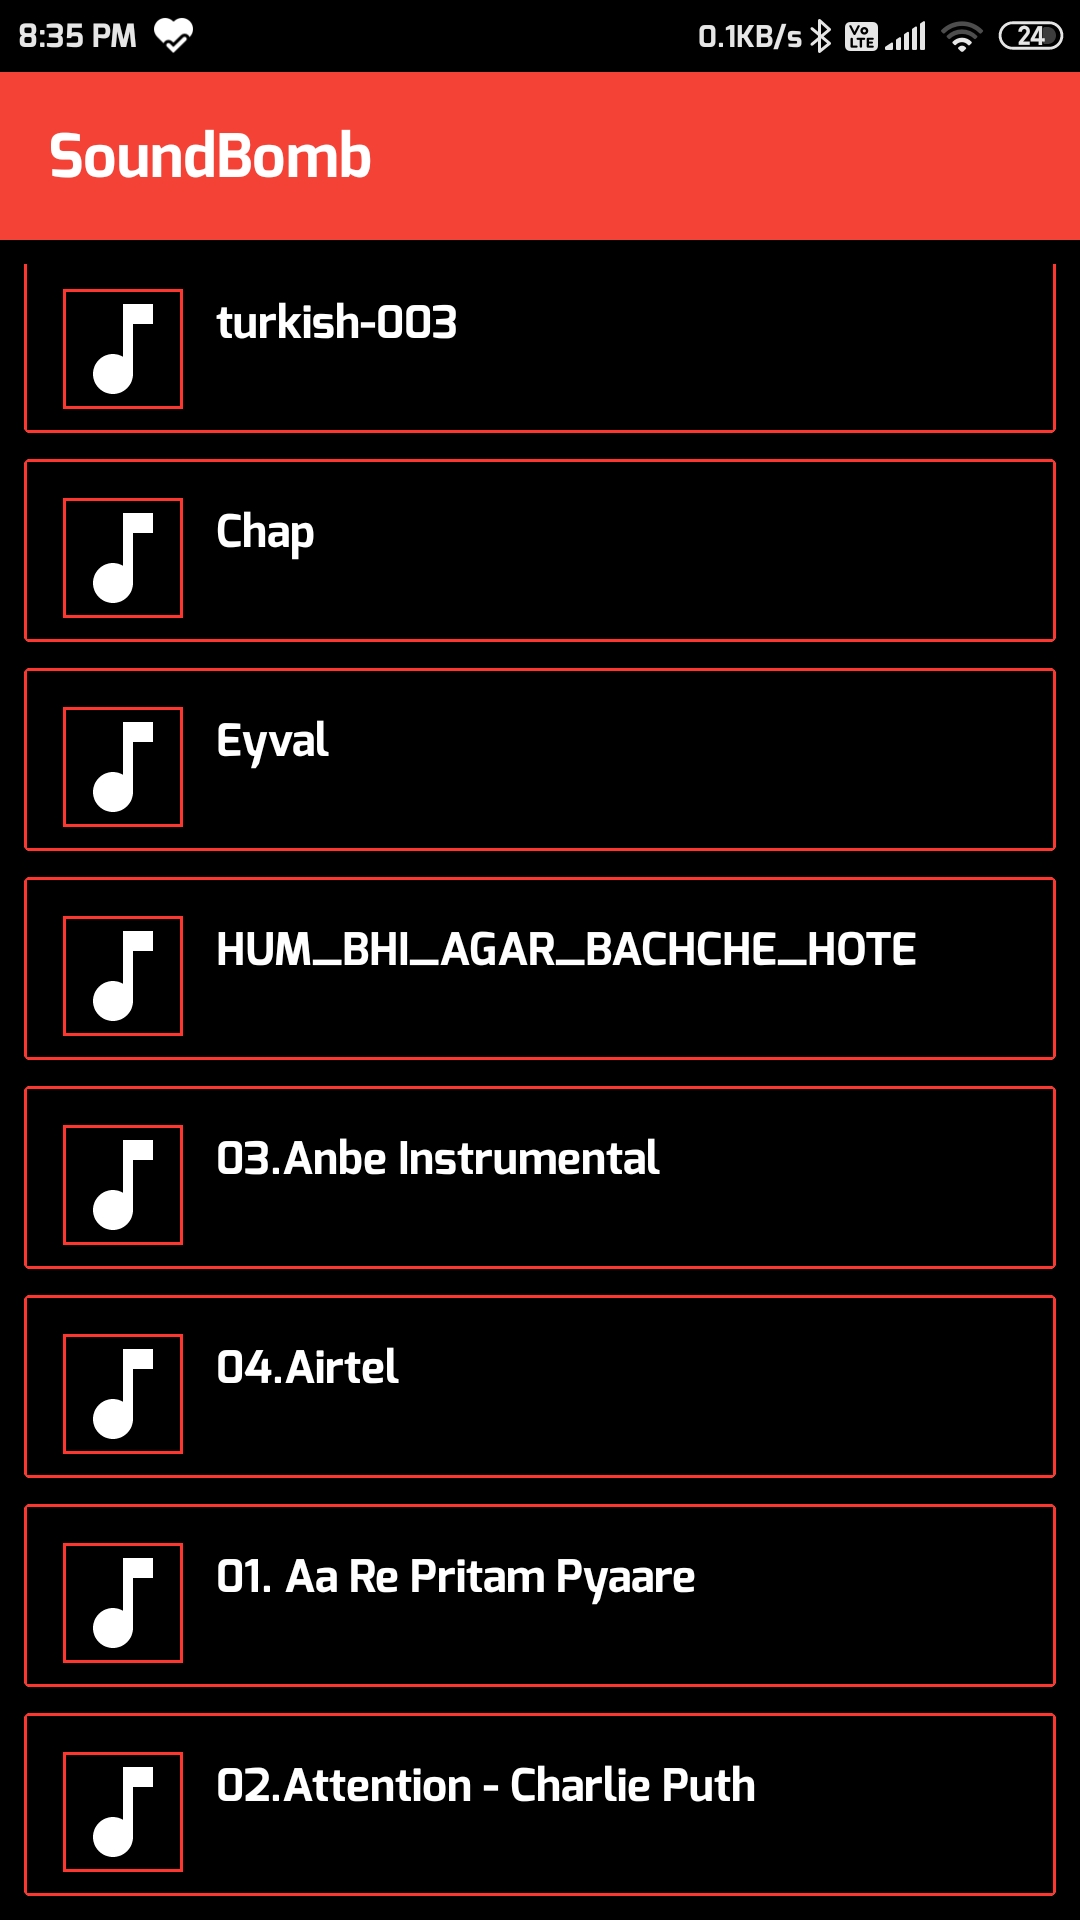 8:35 PM 0.1KB/s Vo LTE 24
SoundBomb
turkish-003
Chap
Eyval
HUM_BHI_AGAR_BACHCHE_HOTE
03.Anbe Instrumental
04.Airtel
01. Aa Re Pritam Pyaare
02.Attention - Charlie Puth